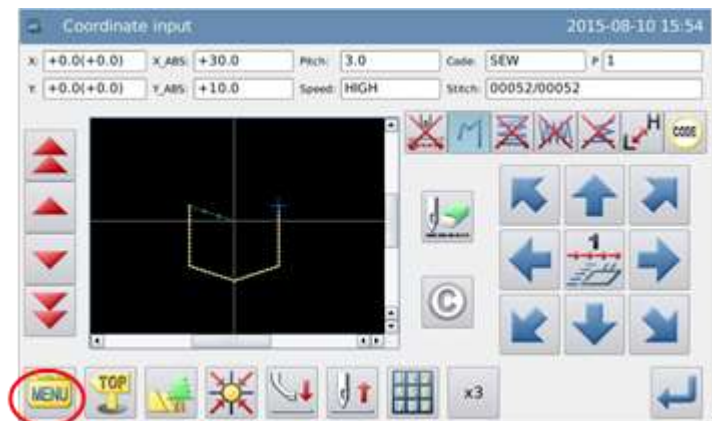 Coordinate input 2015-08-10 15:54
X: +0.0(+0.0) X_ABS: +30.0 Pitch: 3.0 Code: SEW P 1
Y: +0.0(+0.0) Y_ABS: +10.0 Speed: HIGH Stitch: 00052/00052
L H CODE
1
C
MENU TOP x3